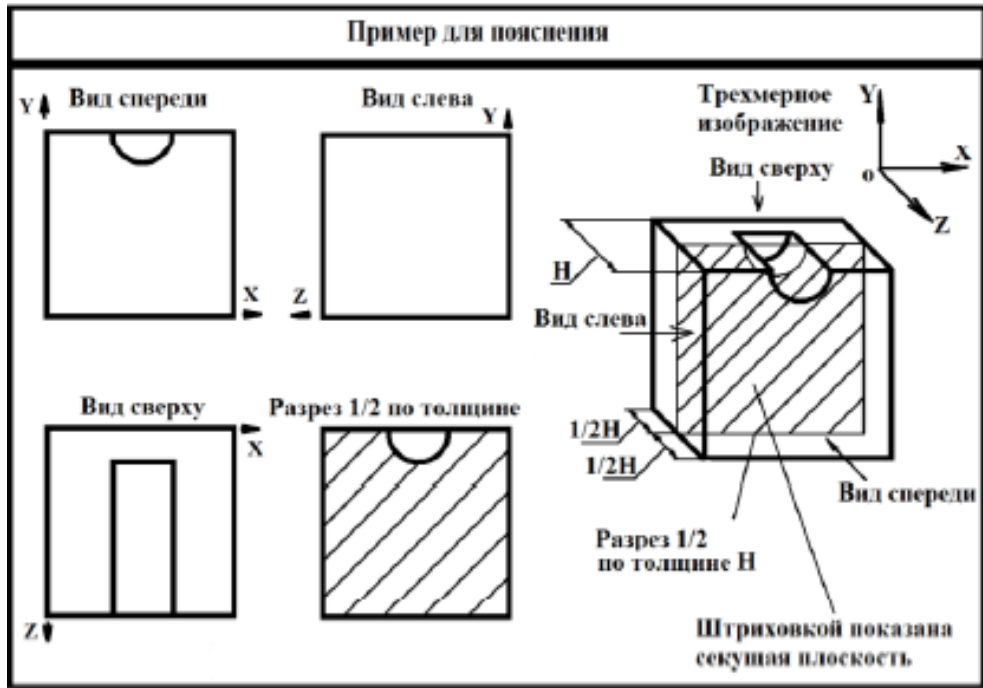 Пример для пояснения
Y
Вид спереди
X
Вид слева
Y
Z
Трехмерное
изображение
Вид сверху
Y
X
o
Z
H
Вид слева
1/2H
1/2H
Вид спереди
Разрез 1/2
по толщине H
Штриховкой показана
секущая плоскость
Вид сверху
X
Z
Разрез 1/2 по толщине